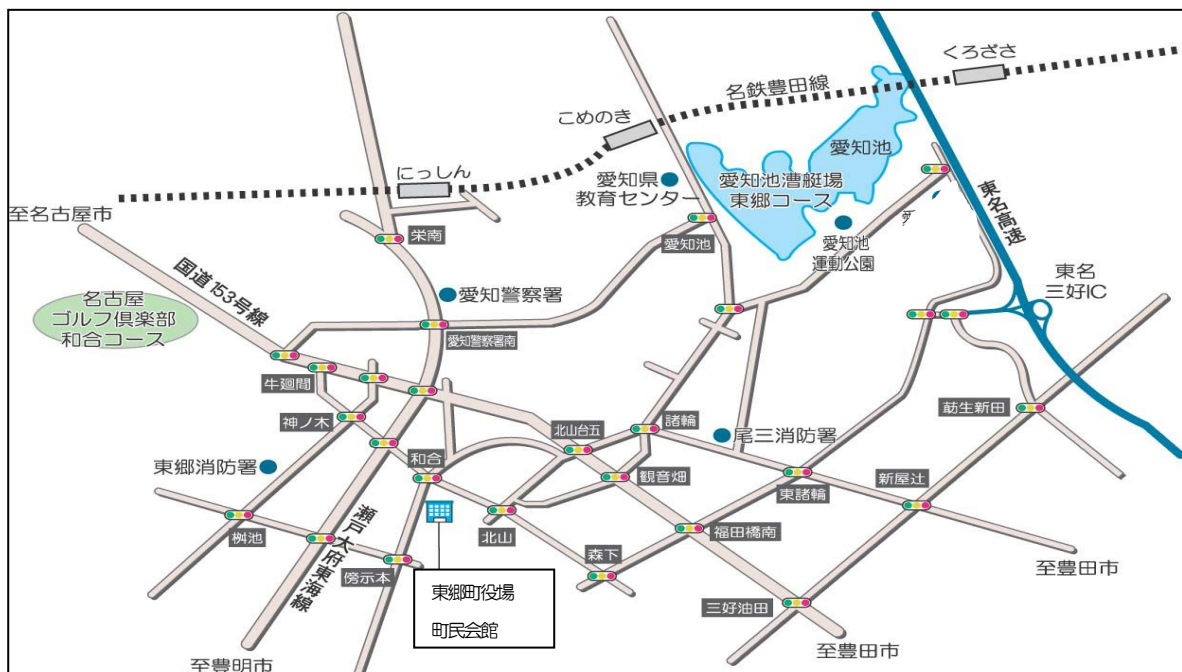 くろざさ
名鉄豊田線
こめのき
愛知池
にっしん
愛知県
教育センター
愛知池漕艇場
東郷コース
至名古屋市
東名高速
栄南
愛知池
愛知池
運動公園
国道153号線
東名
三好IC
名古屋
ゴルフ倶楽部
和合コース
愛知警察署
愛知警察署南
牛廻間
莇生新田
神ノ木
諸輪
北山台五
尾三消防署
東郷消防署
和合
観音畑
東諸輪
新屋辻
瀬戸大府東海線
桝池
北山
福田橋南
傍示本
森下
至豊田市
東郷町役場
町民会館
三好油田
至豊明市
至豊田市